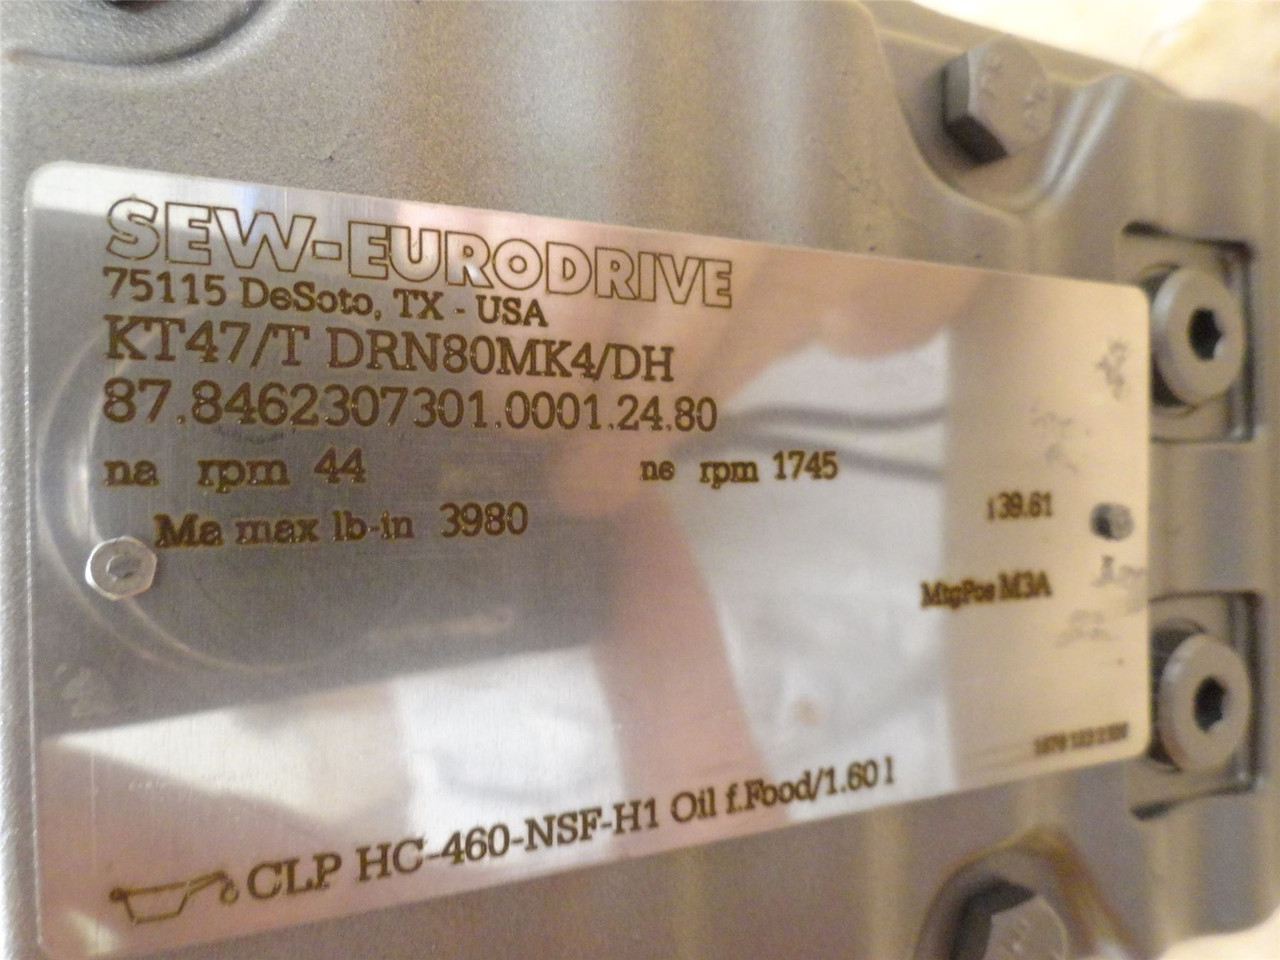 SEW-EURODRIVE
75115 DeSoto, TX - USA
KT47/T DRN80MK4/DH
87.8462307301.0001.24.80
na rpm 44 ne rpm 1745
Ma max lb-in 3980 i 39.61
MtgPos M3A
CLP HC-460-NSF-H1 Oil f.Food/1.60 l